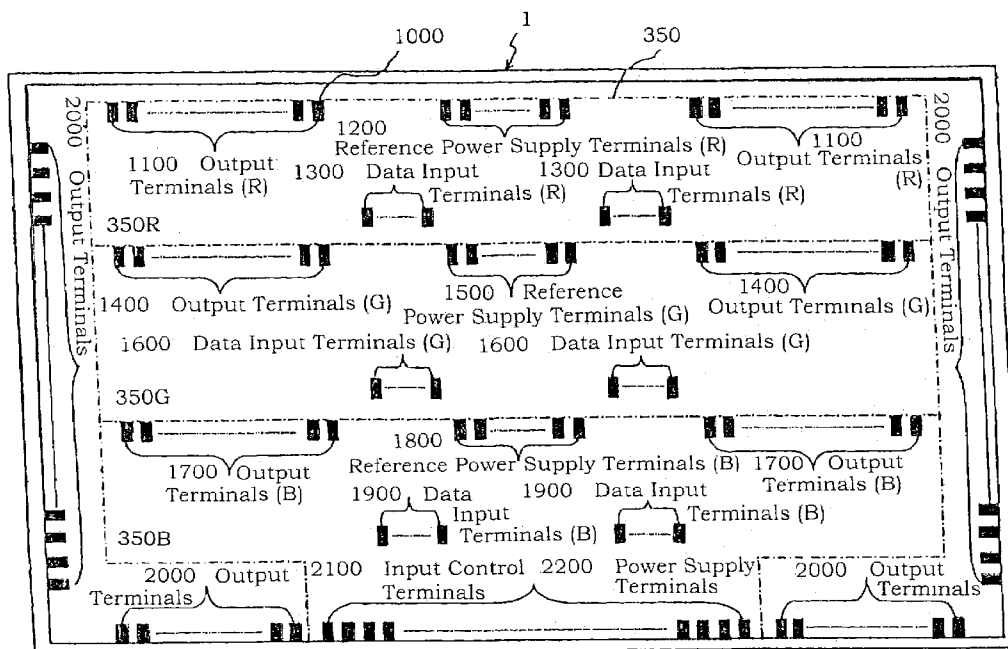 1
1000
350
2000 Output Terminals
1100 Output
Terminals (R)
1200
Reference Power Supply Terminals (R)
1100
Output Terminals
(R)
2000 Output Terminals
1300 Data Input
Terminals (R)
1300 Data Input
Terminals (R)
350R
1400 Output Terminals (G)
1500 Reference
Power Supply Terminals (G)
1400
Output Terminals (G)
1600 Data Input Terminals (G)
1600 Data Input Terminals (G)
350G
1700 Output
Terminals (B)
1800
Reference Power Supply Terminals (B)
1700 Output
Terminals (B)
1900 Data
Input
Terminals (B)
1900 Data Input
Terminals (B)
350B
2000 Output
Terminals
2100 Input Control
Terminals
2200 Power Supply
Terminals
2000 Output
Terminals